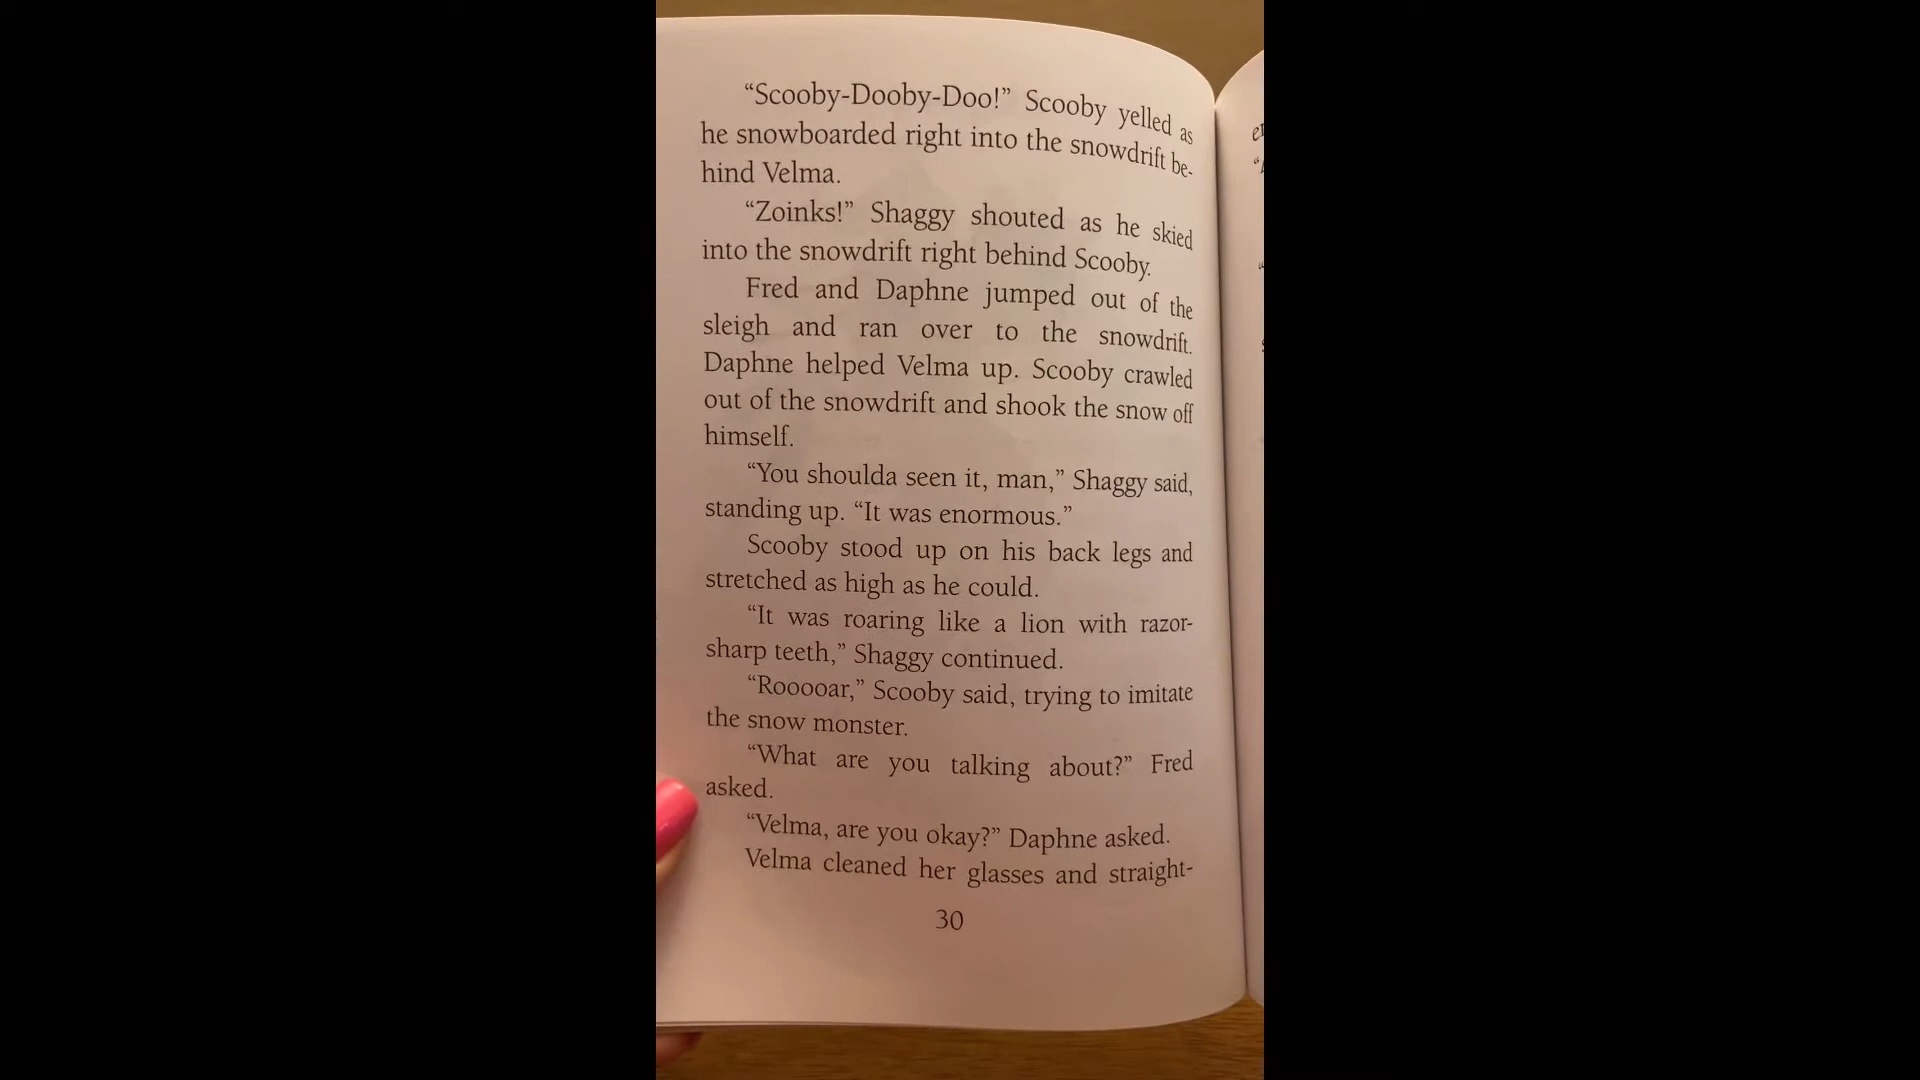 “Scooby-Dooby-Doo!” Scooby yelled as
he snowboarded right into the snowdrift be-
hind Velma.
“Zoinks!” Shaggy shouted as he skied
into the snowdrift right behind Scooby.
Fred and Daphne jumped out of the
sleigh and ran over to the snowdrift.
Daphne helped Velma up. Scooby crawled
out of the snowdrift and shook the snow off
himself.
“You shoulda seen it, man,” Shaggy said,
standing up. “It was enormous.”
Scooby stood up on his back legs and
stretched as high as he could.
“It was roaring like a lion with razor-
sharp teeth,” Shaggy continued.
“Rooooar,” Scooby said, trying to imitate
the snow monster.
“What are you talking about?” Fred
asked.
“Velma, are you okay?” Daphne asked.
Velma cleaned her glasses and straight-
30